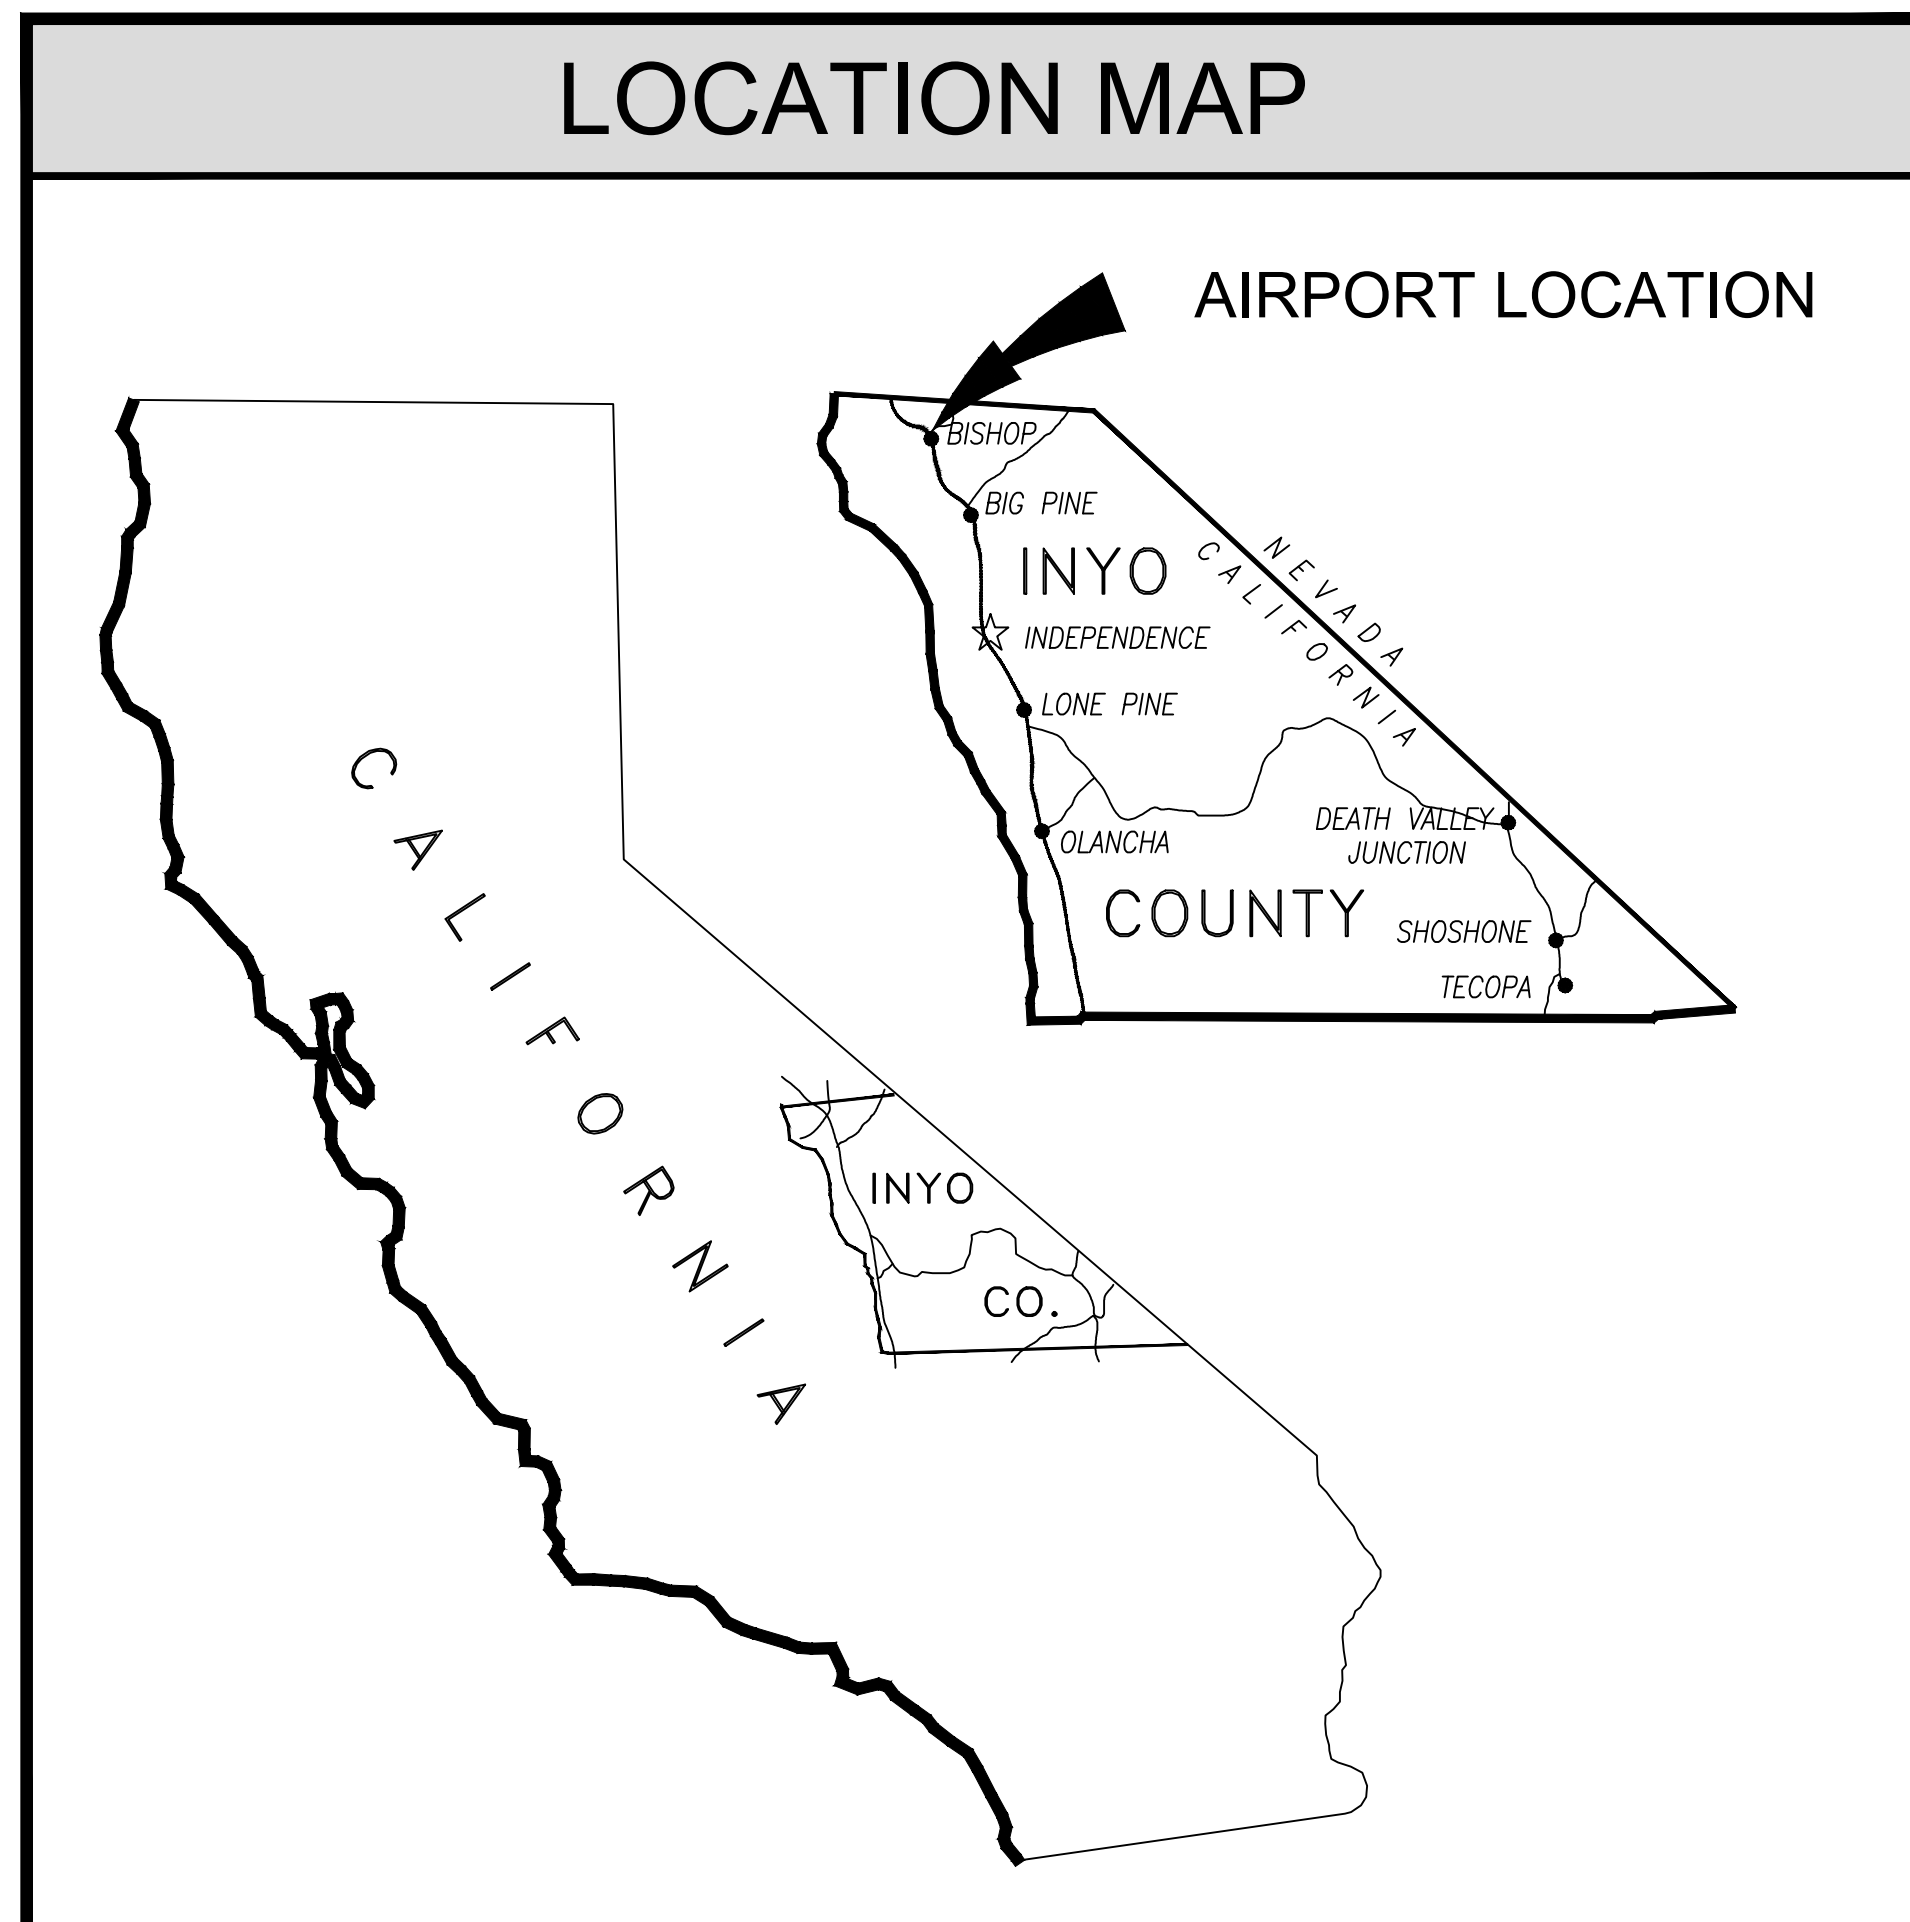 LOCATION MAP
AIRPORT LOCATION
BISHOP
BIG PINE
INYO
INDEPENDENCE
LONE PINE
NEVADA
CALIFORNIA
OLANCHA
DEATH VALLEY
JUNCTION
COUNTY
SHOSHONE
TECOPA
CALIFORNIA
INYO
CO.